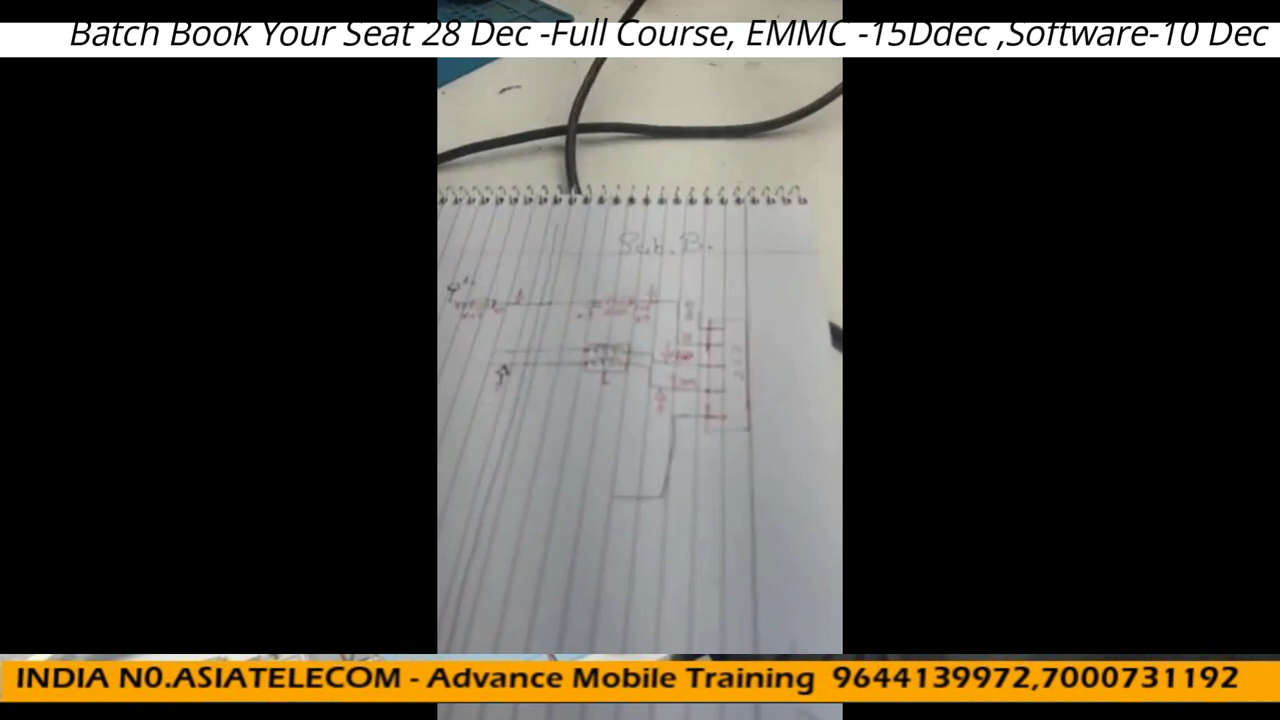 Batch Book Your Seat 28 Dec -Full Course, EMMC -15Ddec ,Software-10 Dec
Sub.B.
INDIA N0.ASIATELECOM - Advance Mobile Training 9644139972,7000731192